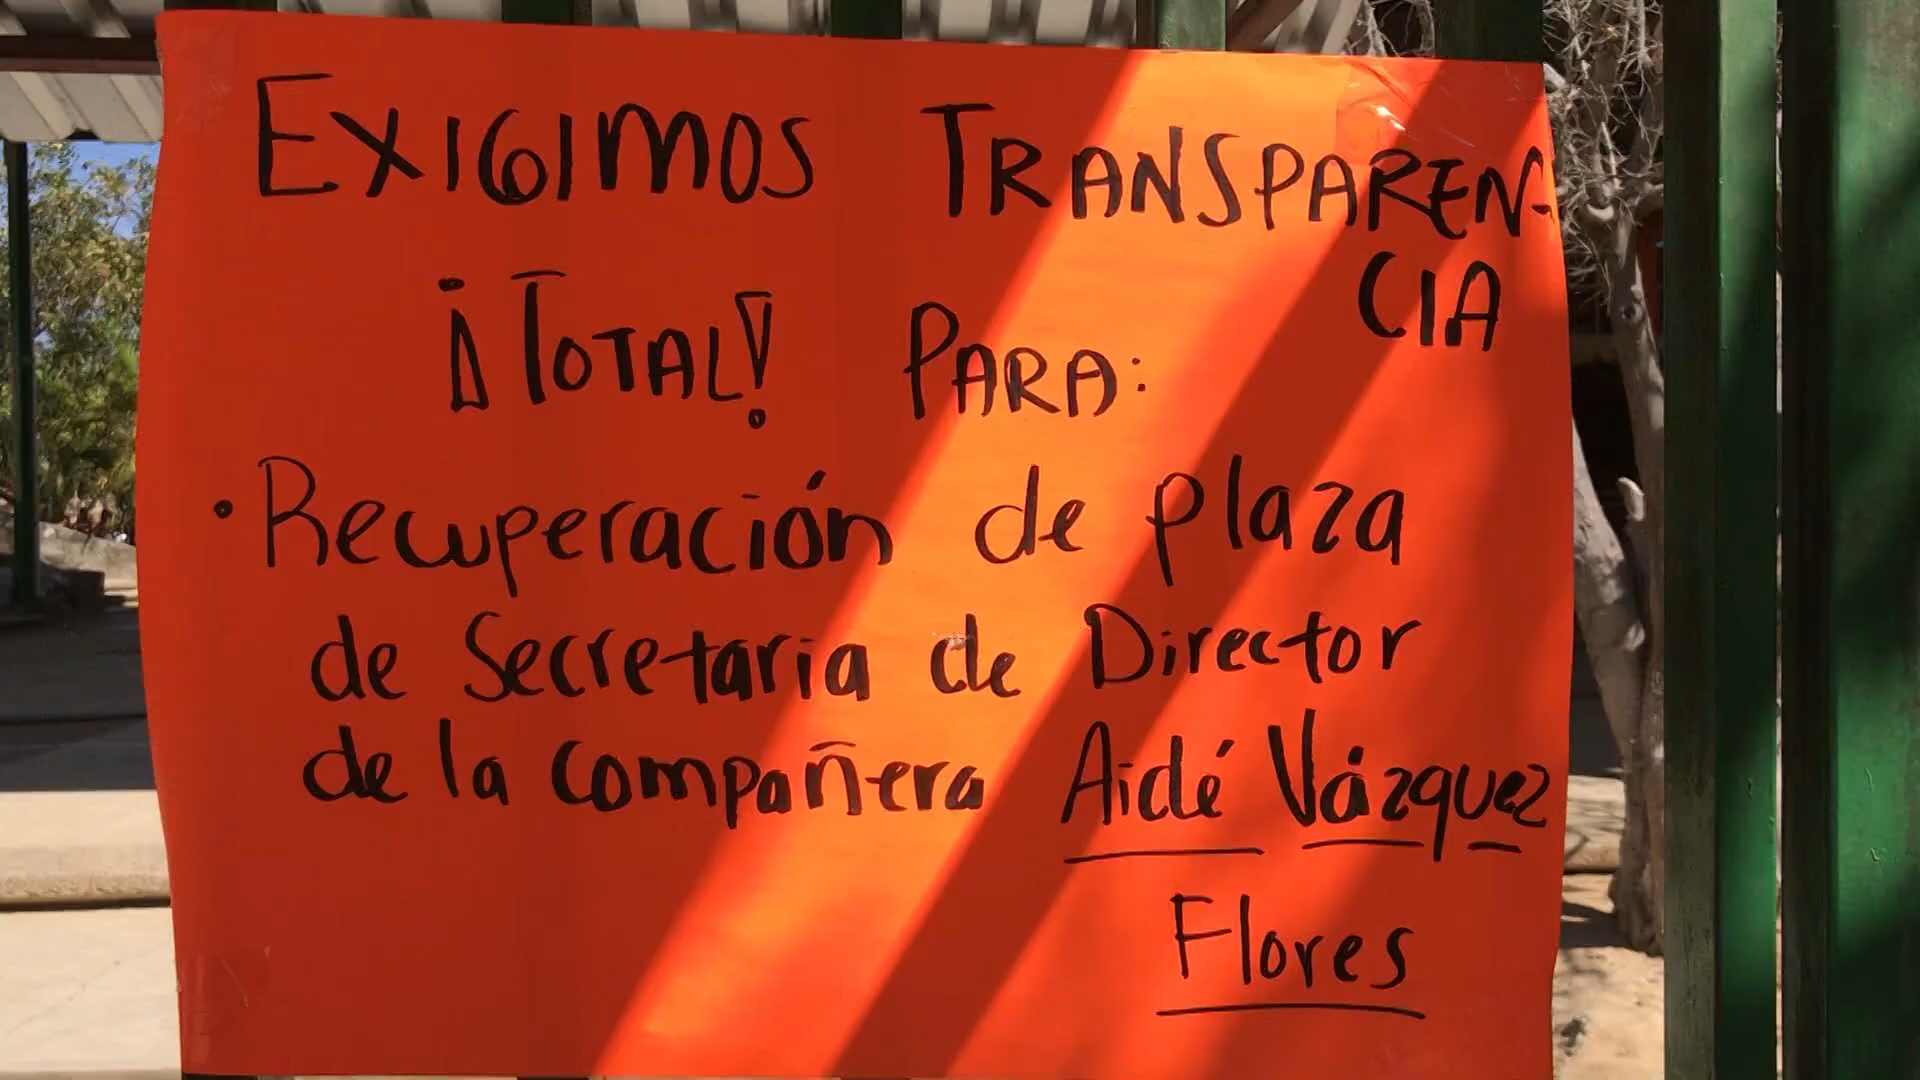 EXIGIMOS TRANSPAREN-
CIA
¡TOTAL! PARA:
• Recuperación de plaza
de Secretaria de Director
de la compañera Aidé Vázquez
Flores